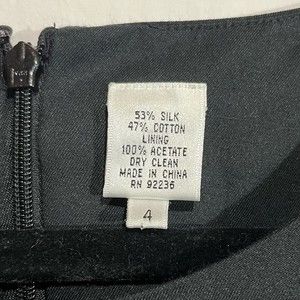 53% SILK
47% COTTON
LINING
100% ACETATE
DRY CLEAN
MADE IN CHINA
RN 92236
4